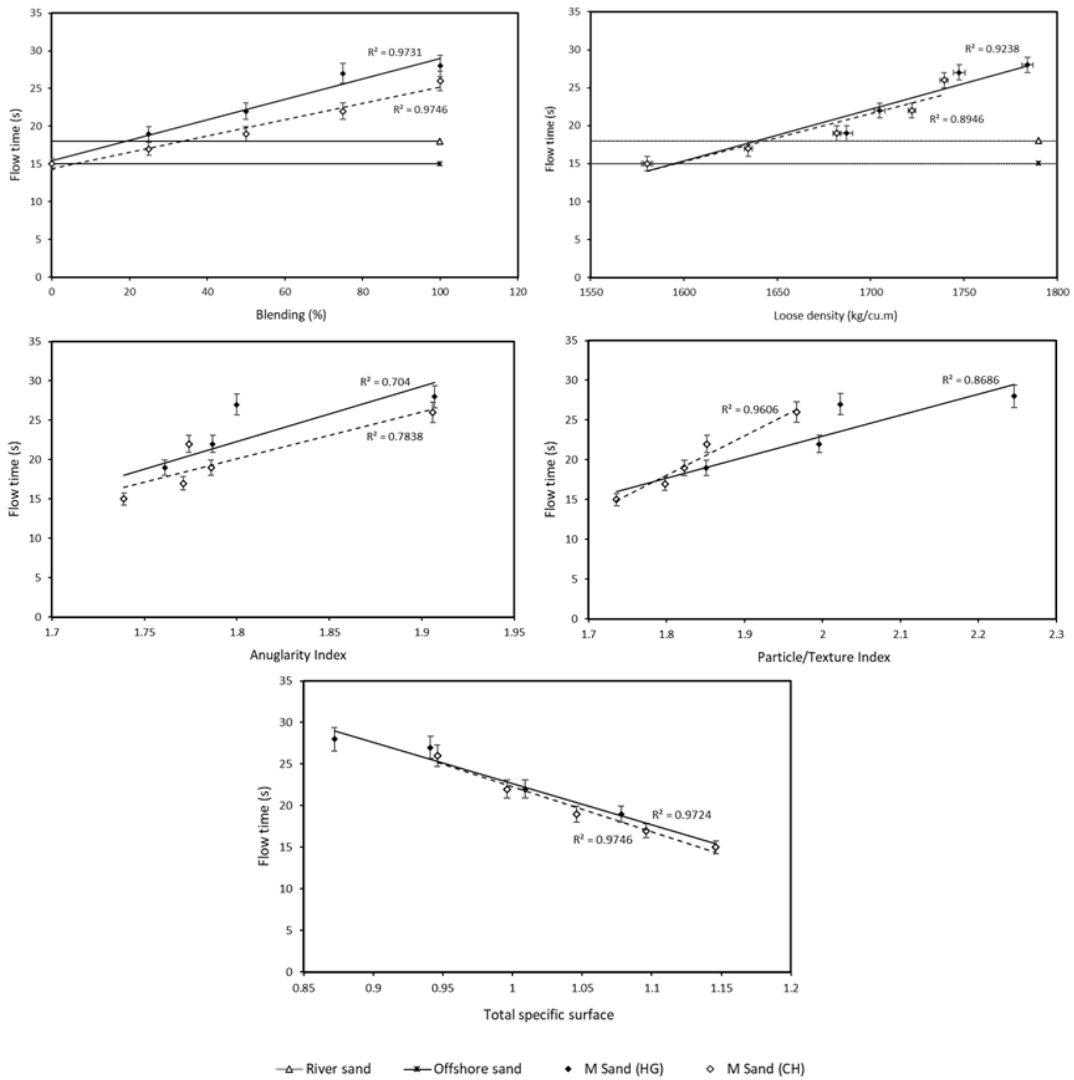 35
30
25
20
15
10
5
0
Flow time (s)
R² = 0.9731
R² = 0.9746
0 20 40 60 80 100 120
Blending (%)
35
30
25
20
15
10
5
0
Flow time (s)
R² = 0.9238
R² = 0.8946
1550 1600 1650 1700 1750 1800
Loose density (kg/cu.m)
35
30
25
20
15
10
5
0
Flow time (s)
R² = 0.704
R² = 0.7838
1.7 1.75 1.8 1.85 1.9 1.95
Anuglarity Index
35
30
25
20
15
10
5
0
Flow time (s)
R² = 0.9606
R² = 0.8686
1.7 1.8 1.9 2 2.1 2.2 2.3
Particle/Texture Index
35
30
25
20
15
10
5
0
Flow time (s)
R² = 0.9724
R² = 0.9746
0.85 0.9 0.95 1 1.05 1.1 1.15 1.2
Total specific surface
River sand Offshore sand M Sand (HG) M Sand (CH)